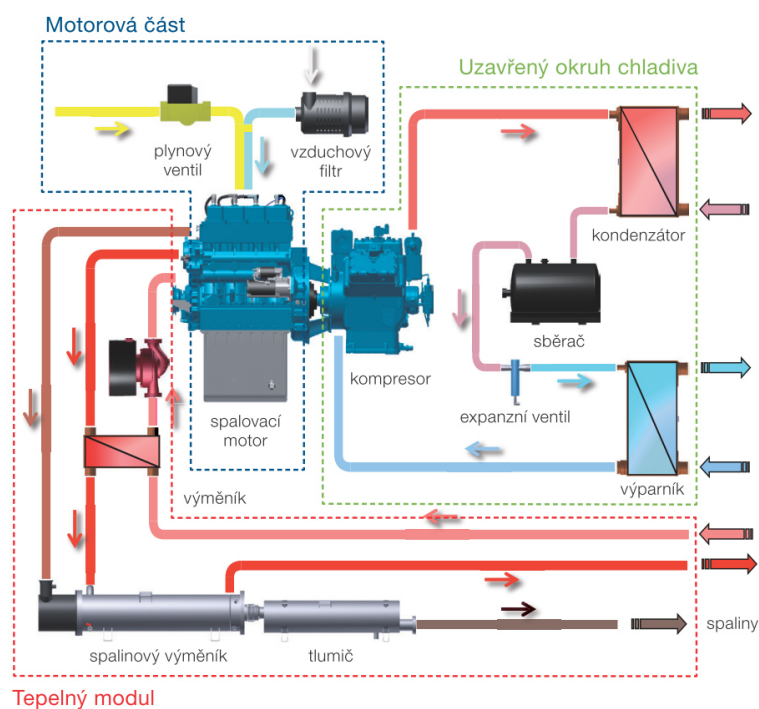 Motorová část
Uzavřený okruh chladiva
plynový
ventil
vzduchový
filtr
kondenzátor
sběrač
kompresor
expanzní ventil
spalovací
motor
výměník
výparník
spalinový výměník
tlumič
spaliny
Tepelný modul